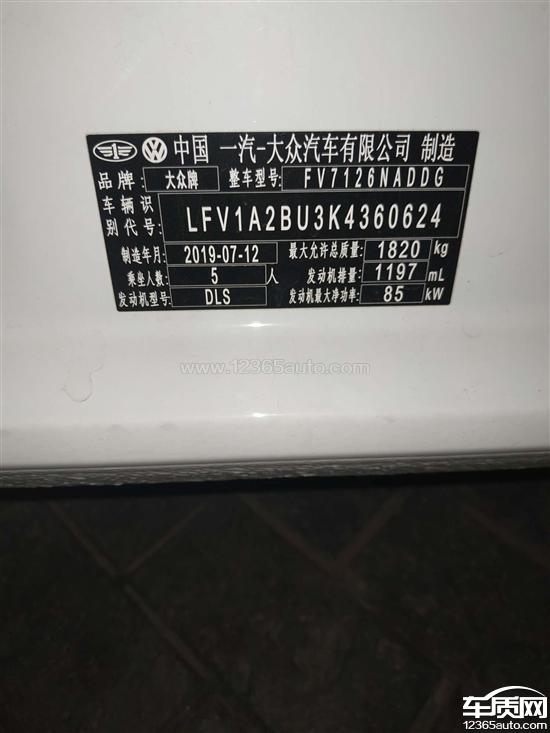 中国 一汽-大众汽车有限公司 制造
品牌: 大众牌 整车型号: FV7126NADDG
车辆识别代号: LFV1A2BU3K4360624
制造年月: 2019-07-12 最大允许总质量: 1820 kg
乘坐人数: 5 人 发动机排量: 1197 mL
发动机型号: DLS 发动机最大净功率: 85 kW
www.12365auto.com
车质网
12365auto.com